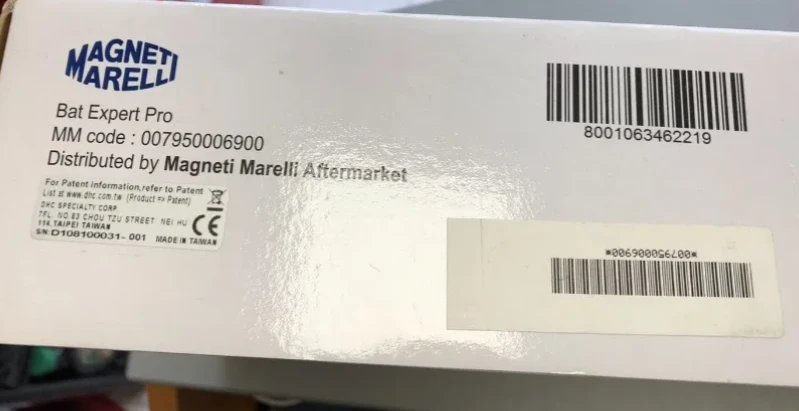 MAGNETI
MARELLI
Bat Expert Pro
MM code : 007950006900
Distributed by Magneti Marelli Aftermarket
For Patent information,refer to Patent
List at www.dhc.com.tw (Product => Patent)
DHC SPECIALTY CORP.
7FL. NO.83 CHOU TZU STREET NEI HU
114 TAIPEI TAIWAN
SN:D108100031-001 MADE IN TAIWAN
CE
8001063462219
*007950006900*